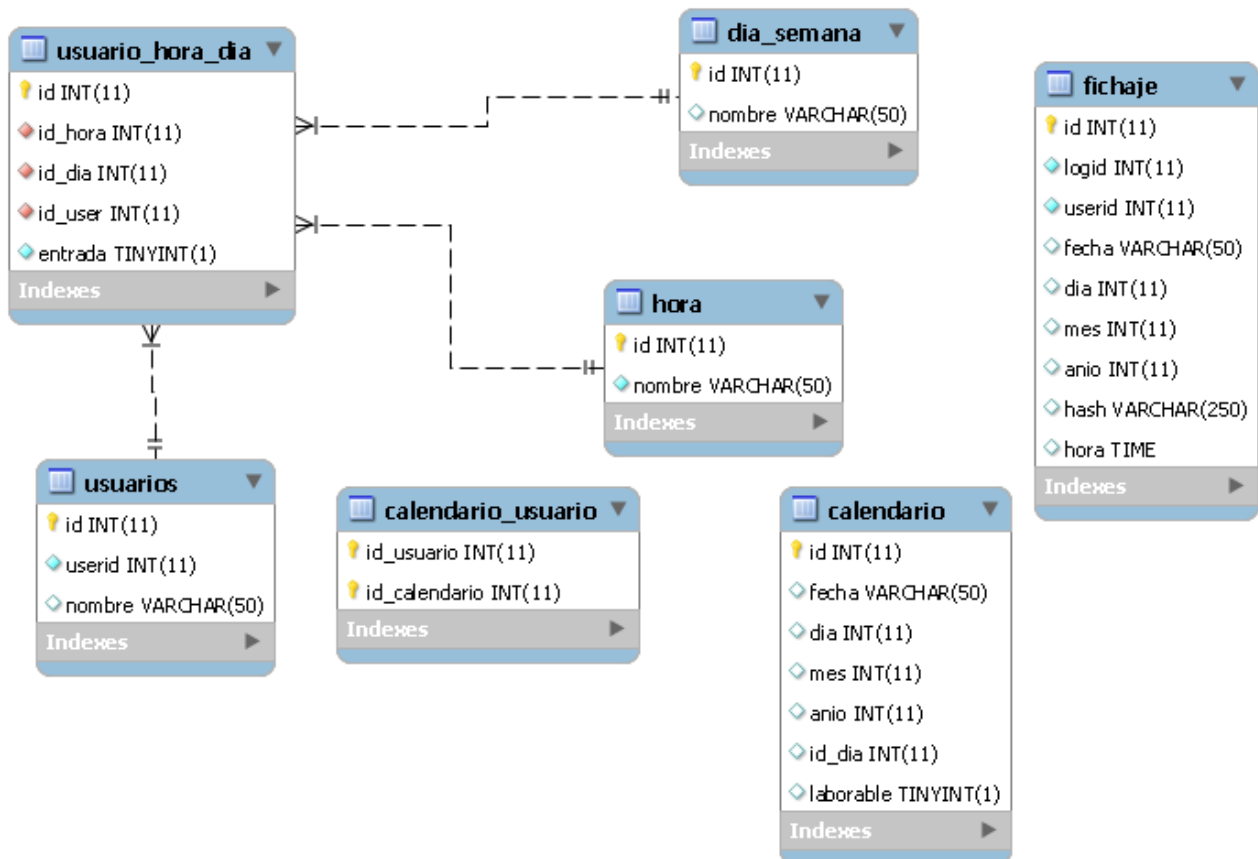 usuario_hora_dia
id INT(11)
id_hora INT(11)
id_dia INT(11)
id_user INT(11)
entrada TINYINT(1)
Indexes
dia_semana
id INT(11)
nombre VARCHAR(50)
Indexes
fichaje
id INT(11)
logid INT(11)
userid INT(11)
fecha VARCHAR(50)
dia INT(11)
mes INT(11)
anio INT(11)
hash VARCHAR(250)
hora TIME
Indexes
hora
id INT(11)
nombre VARCHAR(50)
Indexes
usuarios
id INT(11)
userid INT(11)
nombre VARCHAR(50)
Indexes
calendario_usuario
id_usuario INT(11)
id_calendario INT(11)
Indexes
calendario
id INT(11)
fecha VARCHAR(50)
dia INT(11)
mes INT(11)
anio INT(11)
id_dia INT(11)
laborable TINYINT(1)
Indexes